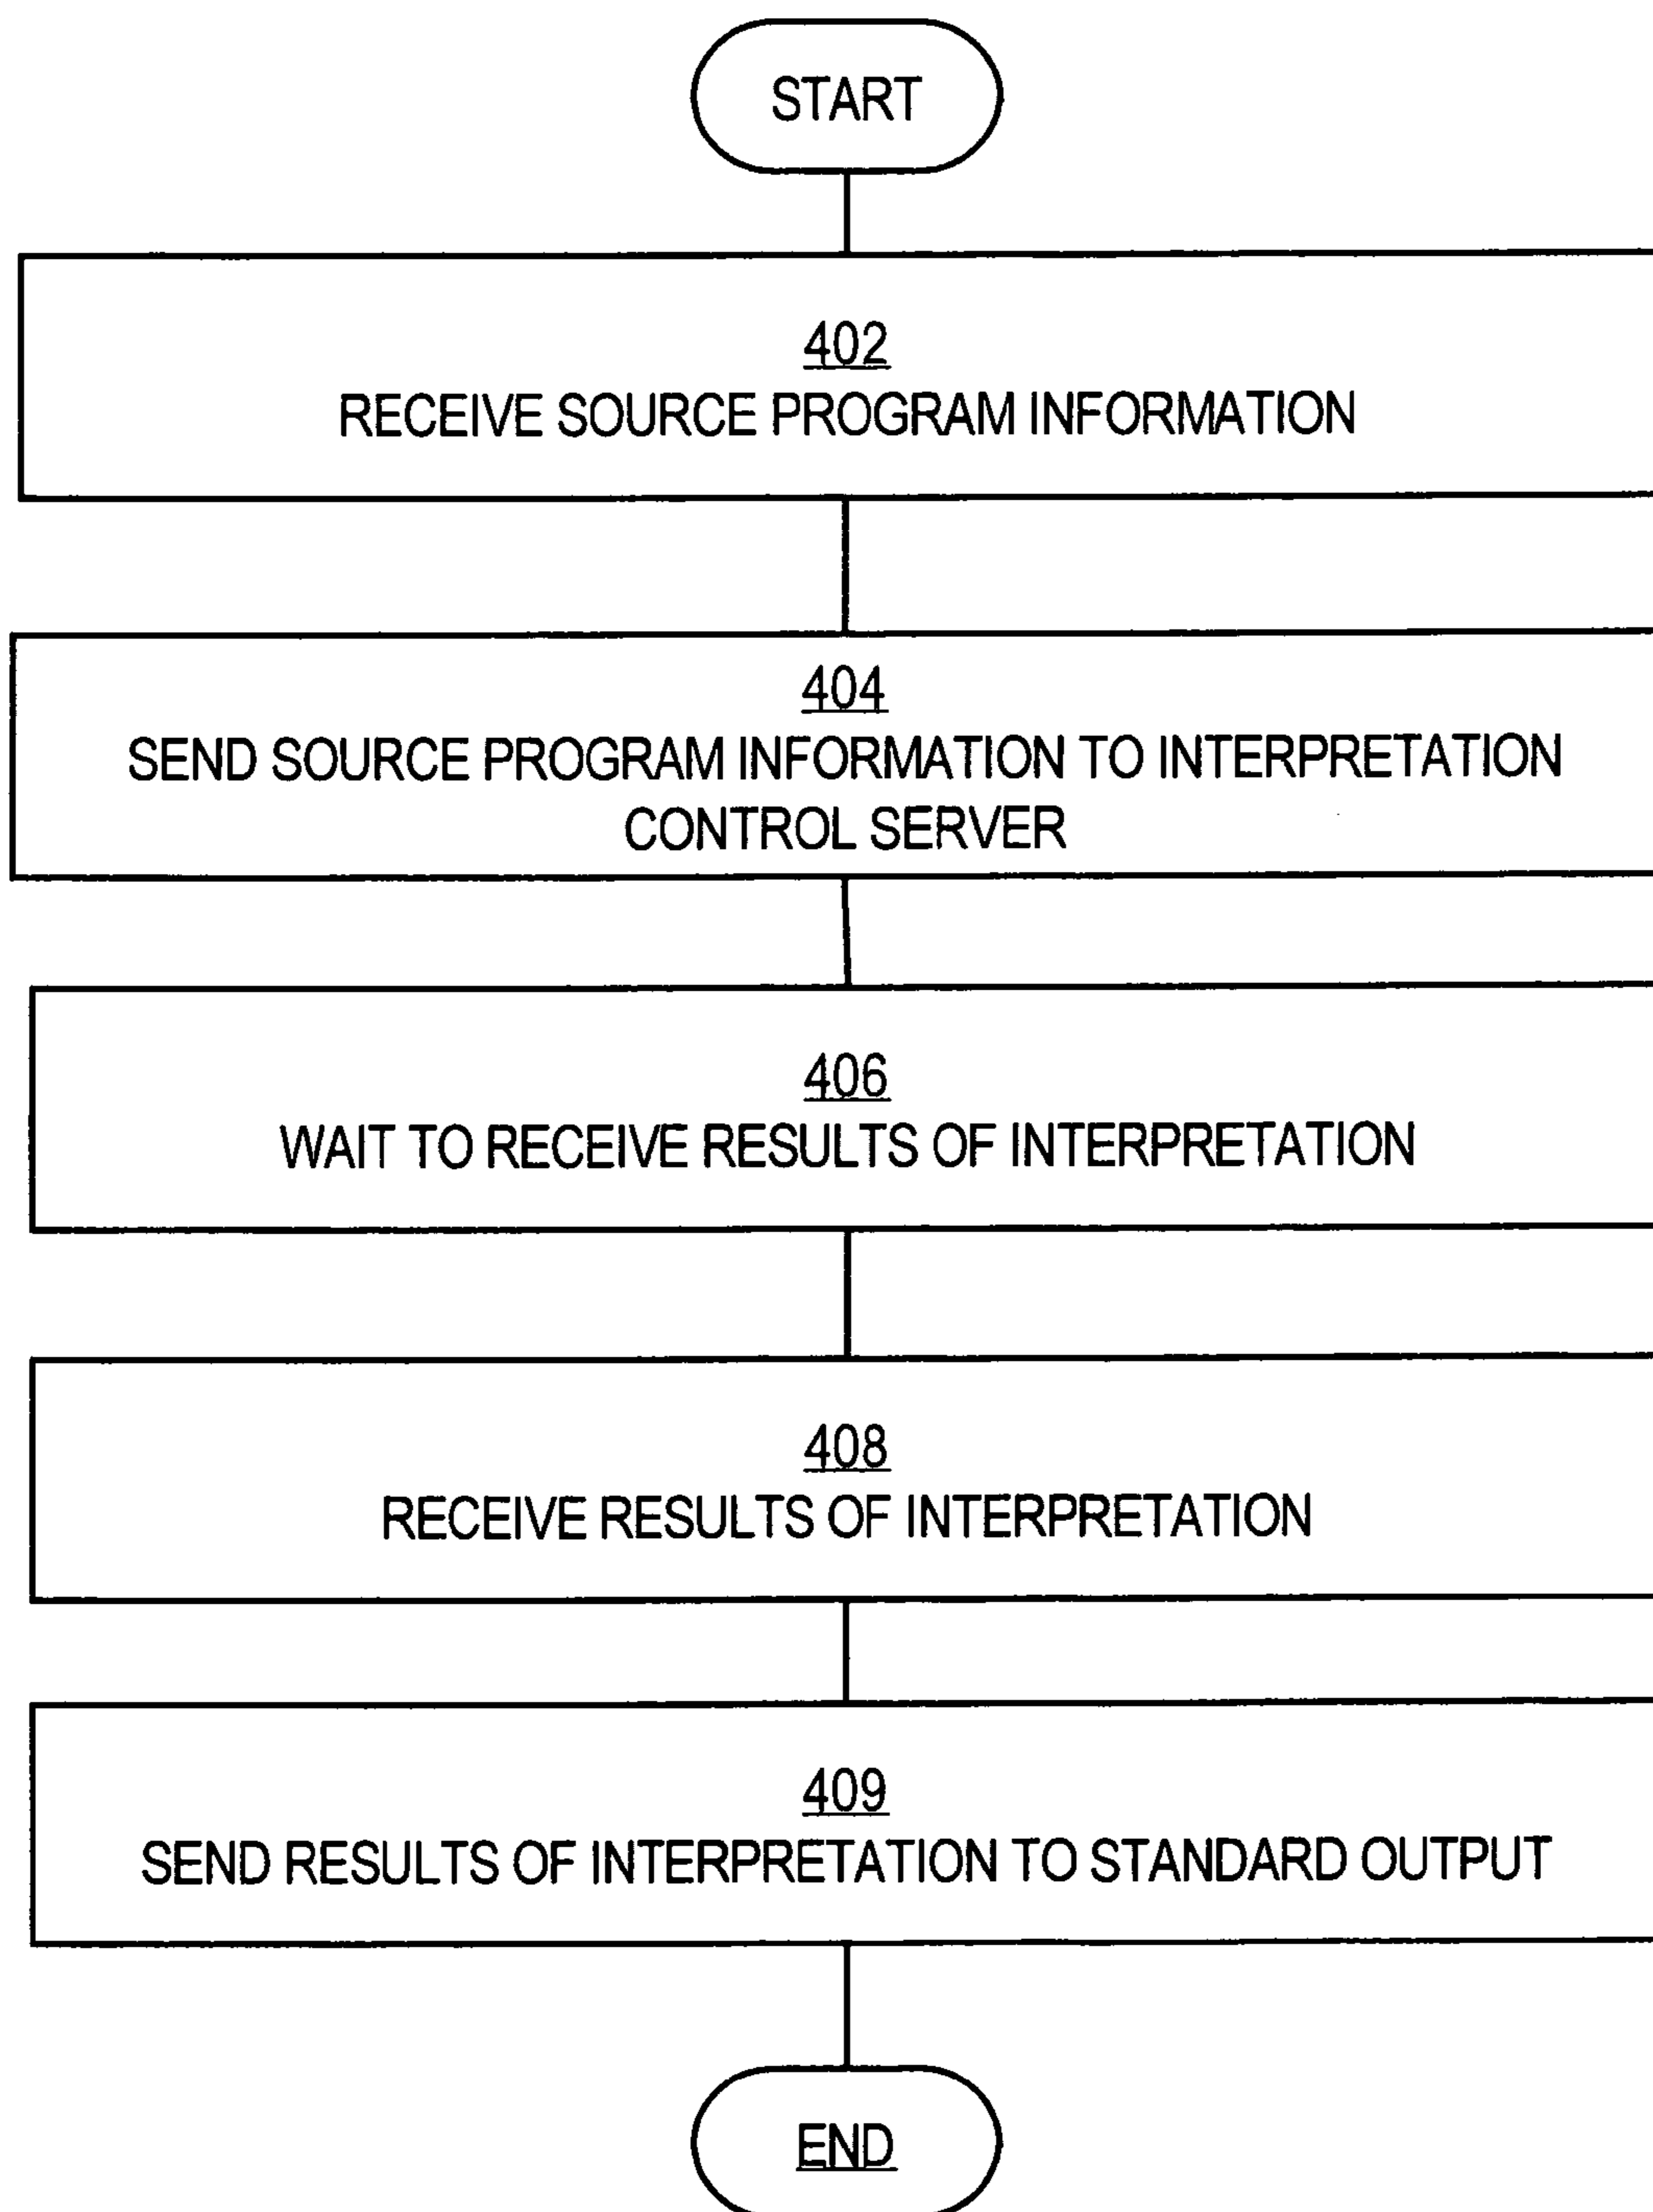 START
402
RECEIVE SOURCE PROGRAM INFORMATION
404
SEND SOURCE PROGRAM INFORMATION TO INTERPRETATION
CONTROL SERVER
406
WAIT TO RECEIVE RESULTS OF INTERPRETATION
408
RECEIVE RESULTS OF INTERPRETATION
409
SEND RESULTS OF INTERPRETATION TO STANDARD OUTPUT
END